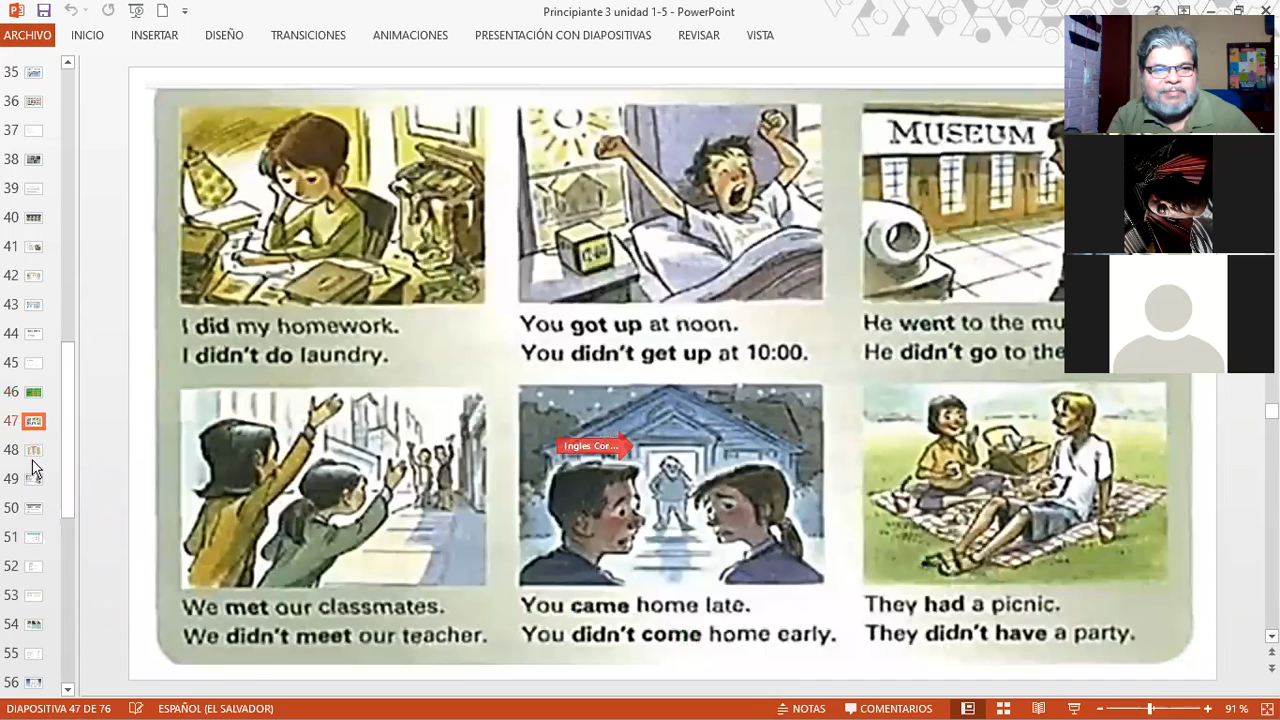 Principiante 3 unidad 1-5 - PowerPoint
ARCHIVO INICIO INSERTAR DISEÑO TRANSICIONES ANIMACIONES PRESENTACIÓN CON DIAPOSITIVAS REVISAR VISTA
35
36
37
38
39
40
41
42
43
44
45
46
47
48
49
50
51
52
53
54
55
56
MUSEUM
I did my homework.
I didn't do laundry.
You got up at noon.
You didn't get up at 10:00.
He went to the mu
He didn't go to the
Ingles Cor...
We met our classmates.
We didn't meet our teacher.
You came home late.
You didn't come home early.
They had a picnic.
They didn't have a party.
DIAPOSITIVA 47 DE 76 ESPAÑOL (EL SALVADOR) NOTAS COMENTARIOS 91 %